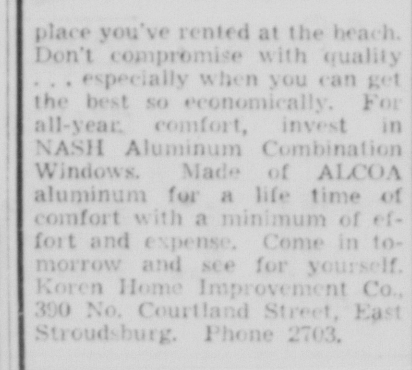 place you've rented at the beach.
Don't compromise with quality
. . . especially when you can get
the best so economically. For
all-year, comfort, invest in
NASH Aluminum Combination
Windows. Made of ALCOA
aluminum for a life time of
comfort with a minimum of ef-
fort and expense. Come in to-
morrow and see for yourself.
Koren Home Improvement Co.,
390 No. Courtland Street, East
Stroudsburg. Phone 2703.